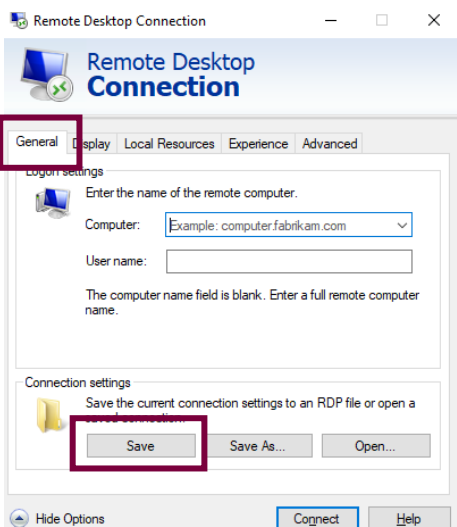 Remote Desktop Connection
Remote Desktop
Connection
General Display Local Resources Experience Advanced
Logon settings
Enter the name of the remote computer.
Computer: Example: computer.fabrikam.com
User name:
The computer name field is blank. Enter a full remote computer
name.
Connection settings
Save the current connection settings to an RDP file or open a
saved connection.
Save Save As... Open...
Hide Options Connect Help